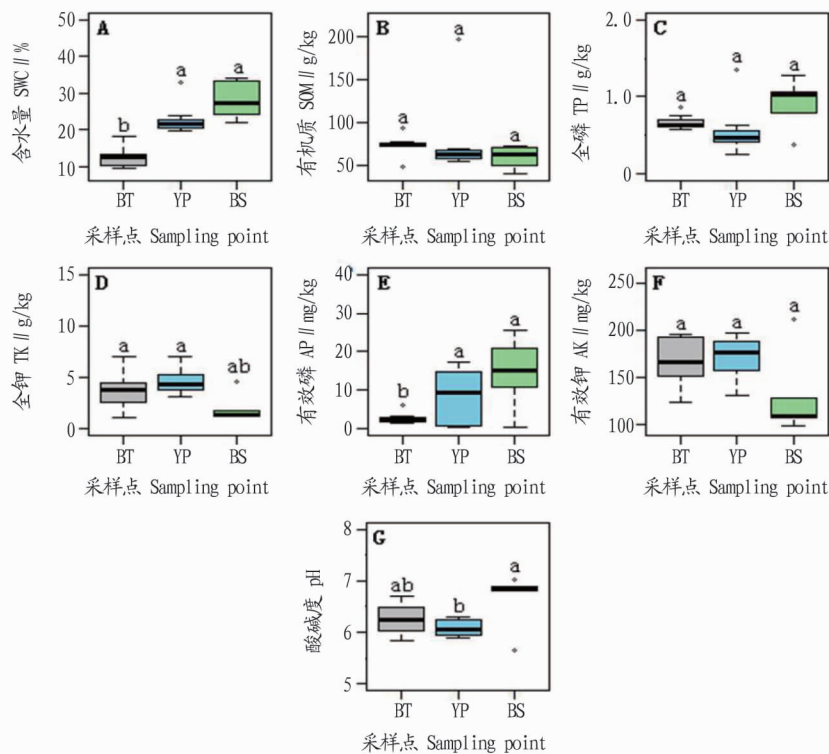 A
含水量 SWC∥%
50
40
30
20
10
b
a
a
BT YP BS
采样点 Sampling point
B
有机质 SOM∥g/kg
200
150
100
50
a
a
a
BT YP BS
采样点 Sampling point
C
全磷 TP∥g/kg
2.0
1.0
0
a
a
a
BT YP BS
采样点 Sampling point
D
全钾 TK∥g/kg
15
10
5
0
a
a
ab
BT YP BS
采样点 Sampling point
E
有效磷 AP∥mg/kg
40
30
20
10
0
b
a
a
BT YP BS
采样点 Sampling point
F
有效钾 AK∥mg/kg
250
200
150
100
a
a
a
BT YP BS
采样点 Sampling point
G
酸碱度 pH
8
7
6
5
ab
b
a
BT YP BS
采样点 Sampling point